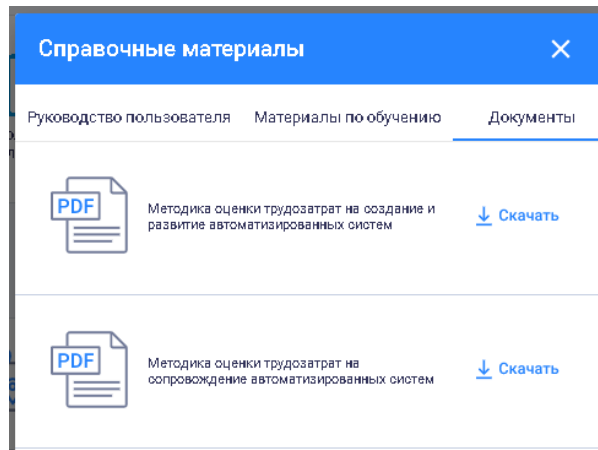 Справочные материалы
Руководство пользователя Материалы по обучению Документы
PDF
Методика оценки трудозатрат на создание и
развитие автоматизированных систем
Скачать
PDF
Методика оценки трудозатрат на
сопровождение автоматизированных систем
Скачать